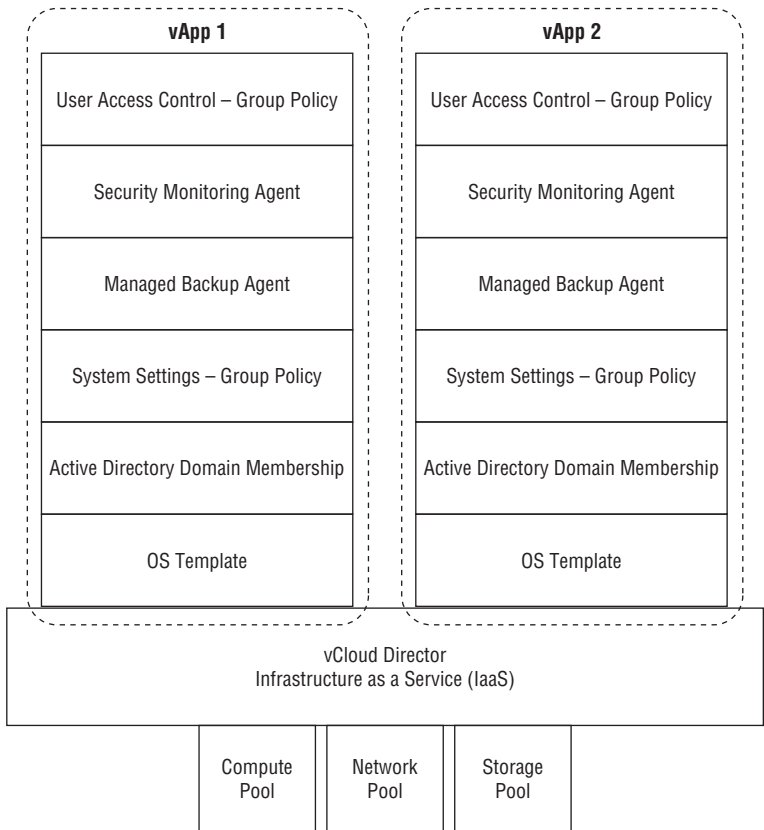 vApp 1
User Access Control – Group Policy
Security Monitoring Agent
Managed Backup Agent
System Settings – Group Policy
Active Directory Domain Membership
OS Template
vApp 2
User Access Control – Group Policy
Security Monitoring Agent
Managed Backup Agent
System Settings – Group Policy
Active Directory Domain Membership
OS Template
vCloud Director
Infrastructure as a Service (IaaS)
Compute
Pool
Network
Pool
Storage
Pool